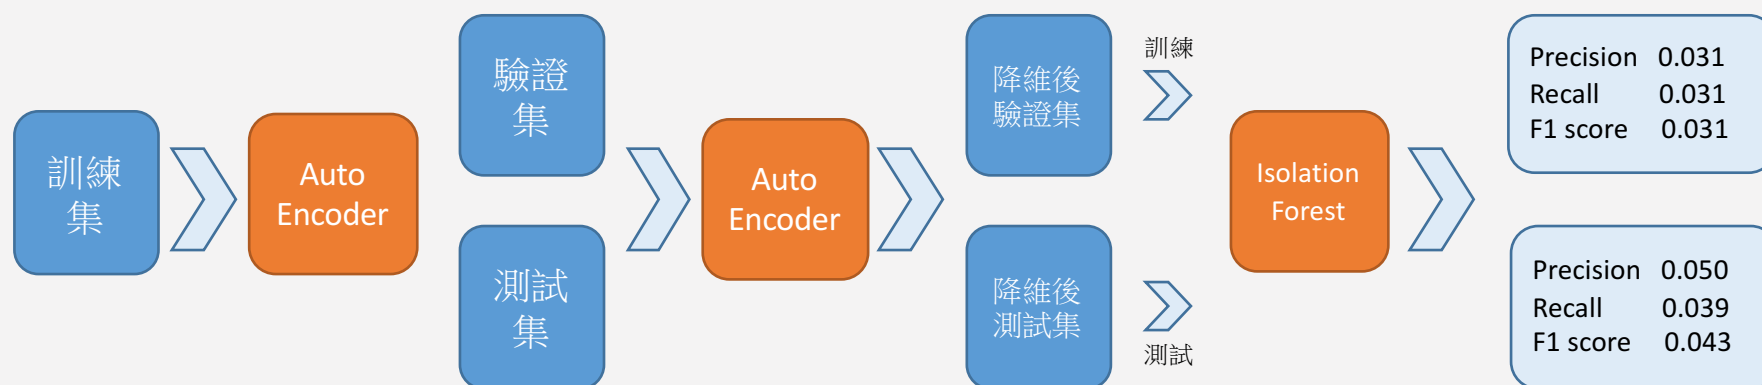 訓練
集
Auto
Encoder
驗證
集
測試
集
Auto
Encoder
降維後
驗證集
降維後
測試集
訓練
測試
Isolation
Forest
Precision 0.031
Recall 0.031
F1 score 0.031
Precision 0.050
Recall 0.039
F1 score 0.043